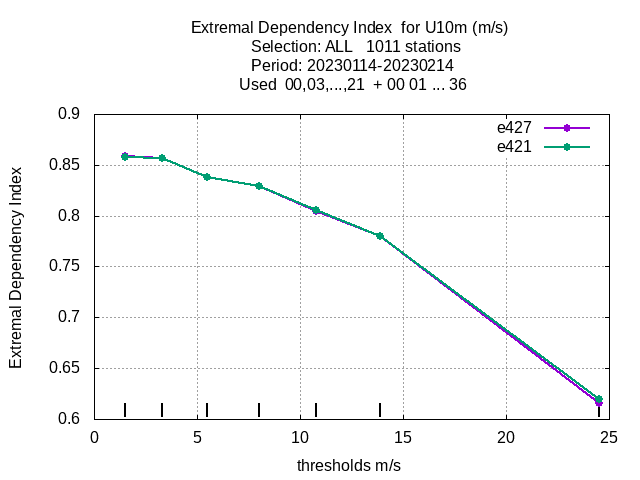 Extremal Dependency Index  for U10m (m/s)
Selection: ALL   1011 stations
Period: 20230114-20230214
Used  00,03,...,21  + 00 01 ... 36
e427
e421
0.9
0.85
0.8
0.75
0.7
0.65
0.6
Extremal Dependency Index
0 5 10 15 20 25
thresholds m/s